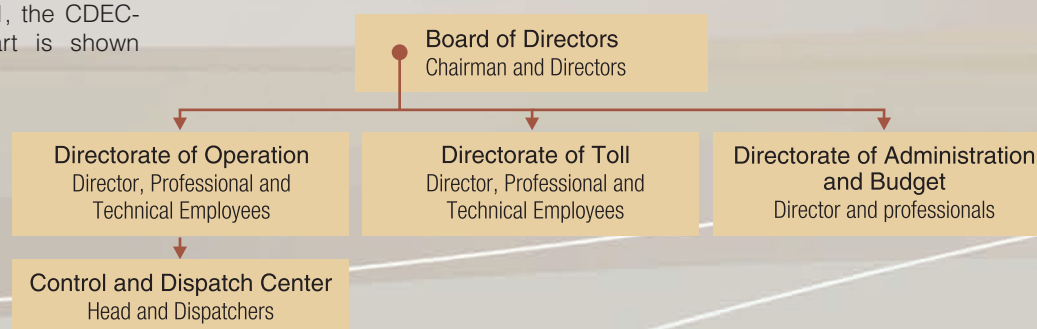 1, the CDEC-
art is shown
Board of Directors
Chairman and Directors
Directorate of Operation
Director, Professional and
Technical Employees
Directorate of Toll
Director, Professional and
Technical Employees
Directorate of Administration
and Budget
Director and professionals
Control and Dispatch Center
Head and Dispatchers